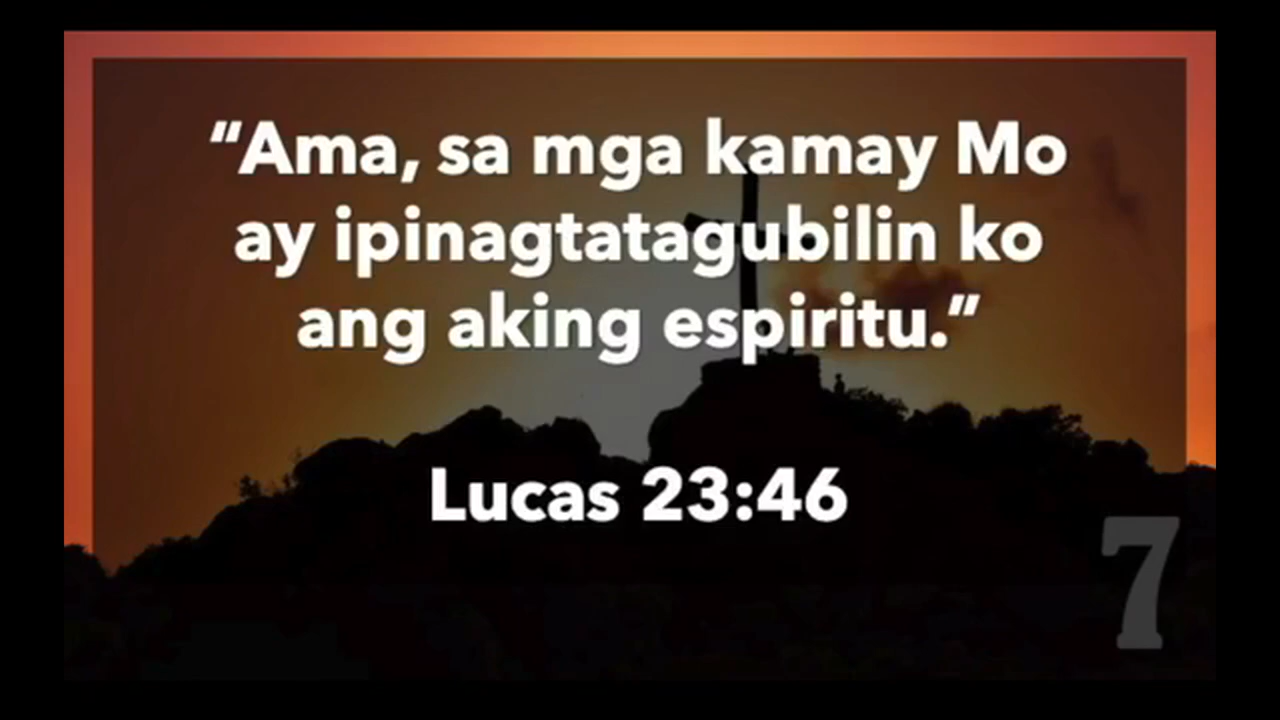 “Ama, sa mga kamay Mo
ay ipinagtatagubilin ko
ang aking espiritu.”
Lucas 23:46
7